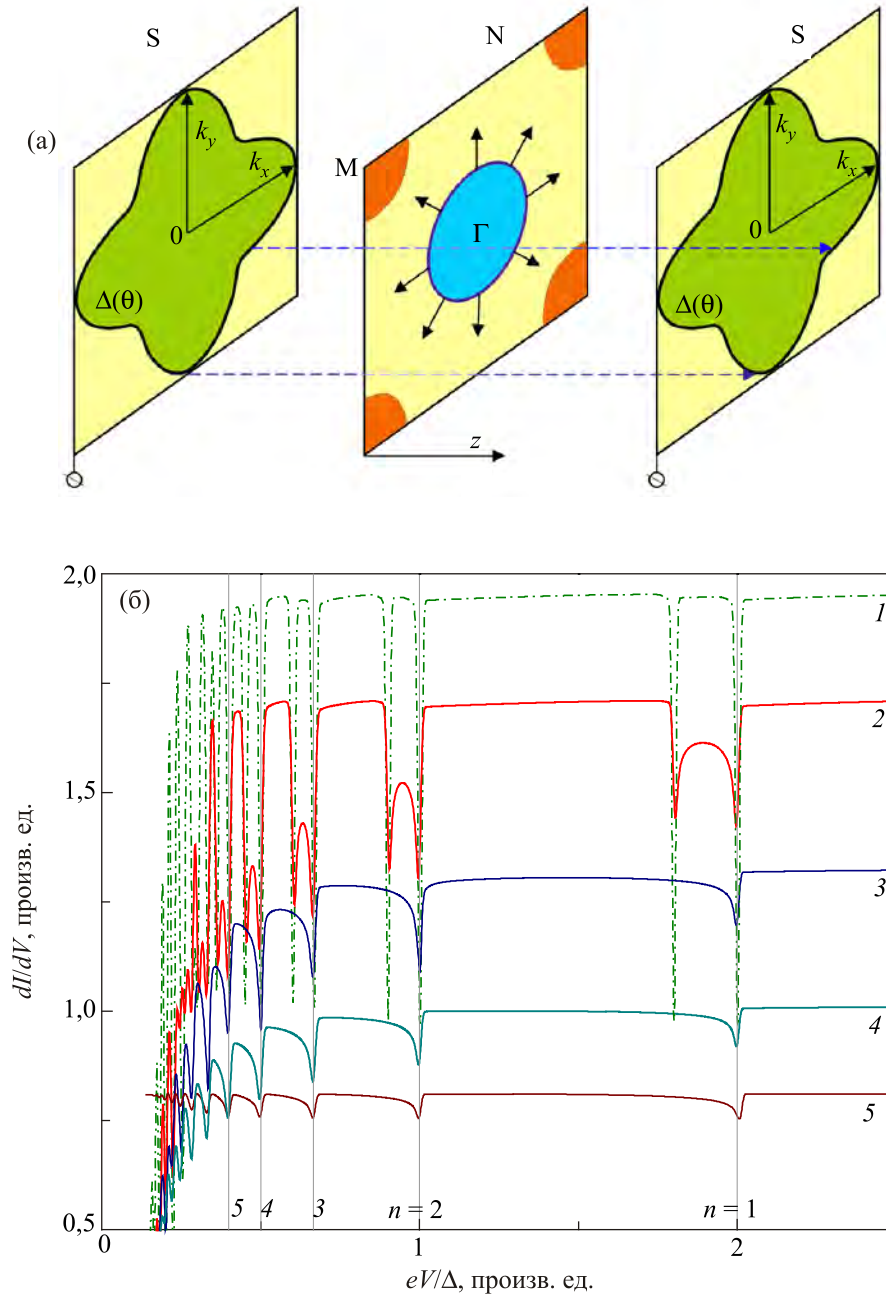 S
N
S
(а)
k_y
k_x
0
Δ(θ)
M
Γ
z
k_y
k_x
0
Δ(θ)
(б)
2,0
1,5
1,0
0,5
dI/dV, произв. ед.
1
2
3
4
5
5
4
3
n = 2
n = 1
0
1
2
eV/Δ, произв. ед.